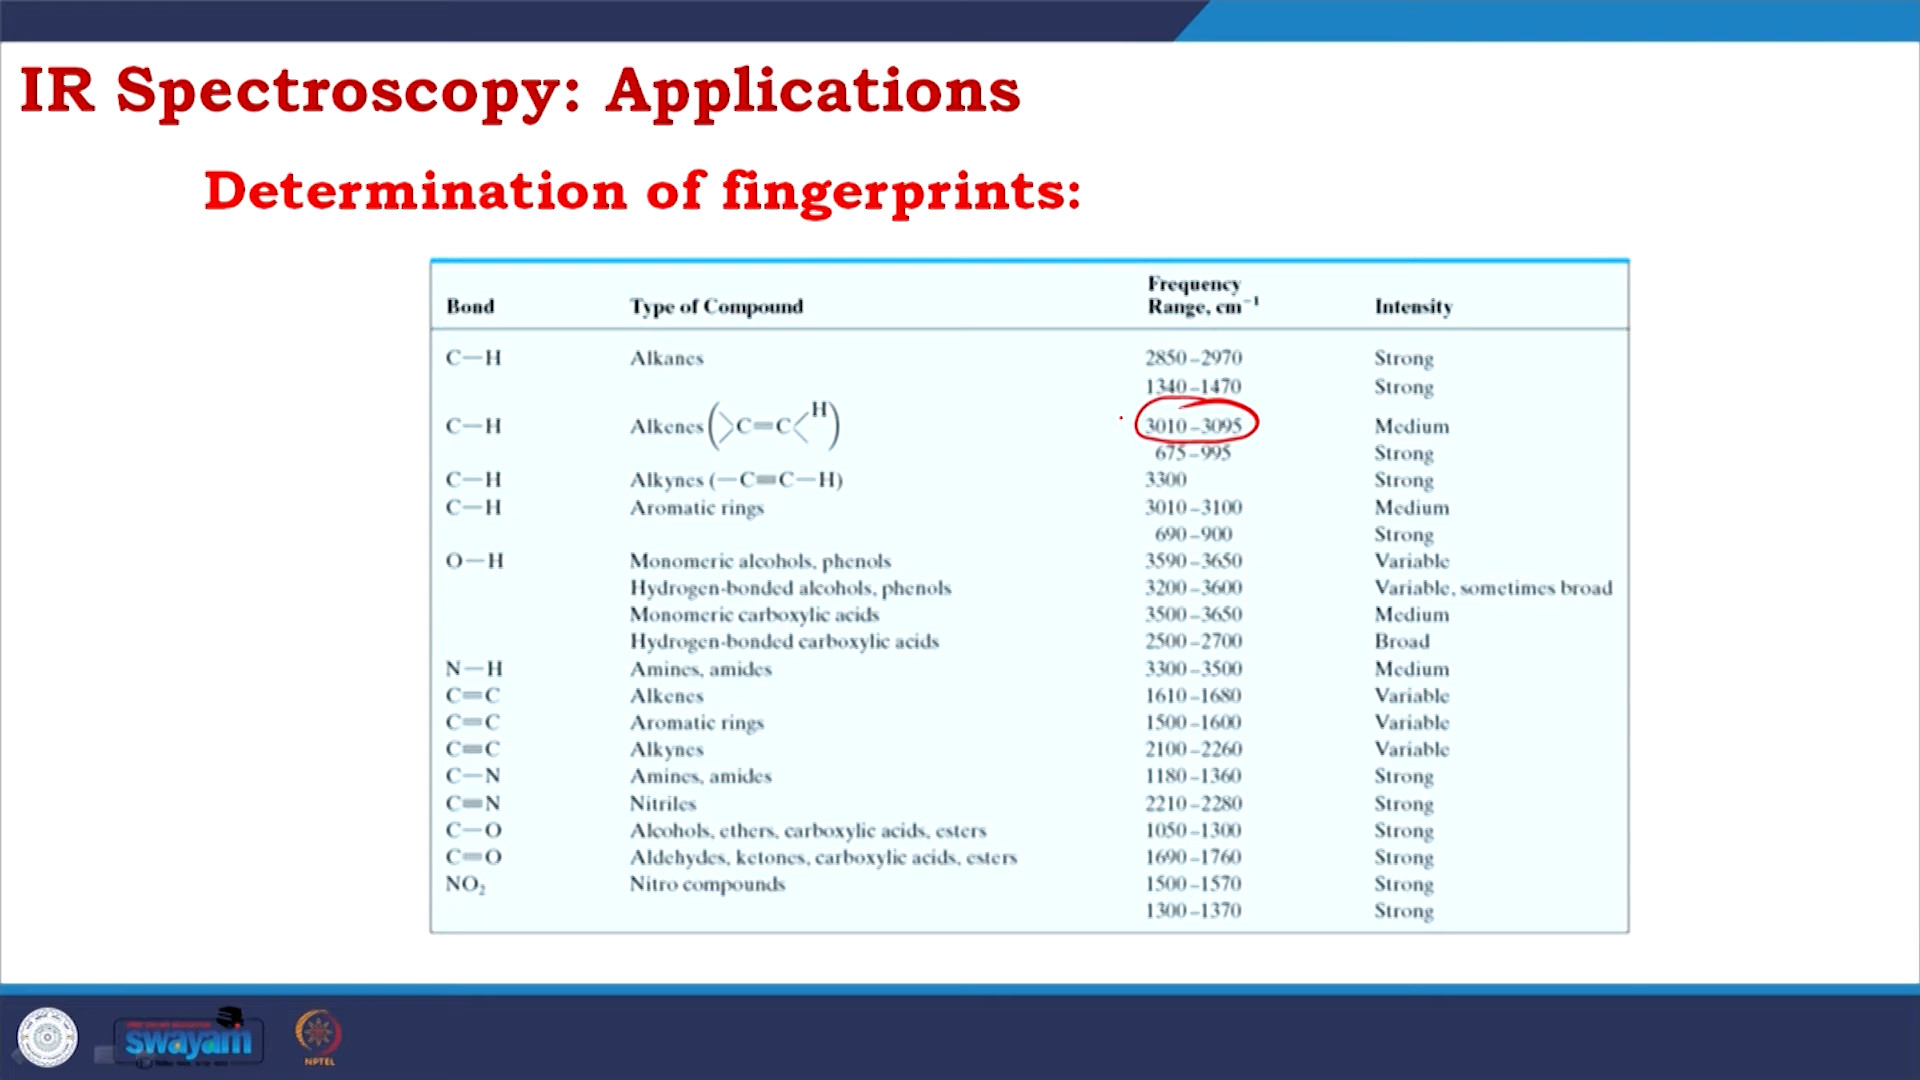 IR Spectroscopy: Applications
Determination of fingerprints:
Bond Type of Compound Frequency Range, cm⁻¹ Intensity
C—H Alkanes 2850–2970 Strong
1340–1470 Strong
C—H Alkenes (>C=C<H) 3010–3095 Medium
675–995 Strong
C—H Alkynes (—C≡C—H) 3300 Strong
C—H Aromatic rings 3010–3100 Medium
690–900 Strong
O—H Monomeric alcohols, phenols 3590–3650 Variable
Hydrogen-bonded alcohols, phenols 3200–3600 Variable, sometimes broad
Monomeric carboxylic acids 3500–3650 Medium
Hydrogen-bonded carboxylic acids 2500–2700 Broad
N—H Amines, amides 3300–3500 Medium
C=C Alkenes 1610–1680 Variable
C=C Aromatic rings 1500–1600 Variable
C≡C Alkynes 2100–2260 Variable
C—N Amines, amides 1180–1360 Strong
C≡N Nitriles 2210–2280 Strong
C—O Alcohols, ethers, carboxylic acids, esters 1050–1300 Strong
C=O Aldehydes, ketones, carboxylic acids, esters 1690–1760 Strong
NO₂ Nitro compounds 1500–1570 Strong
1300–1370 Strong
swayam
NPTEL